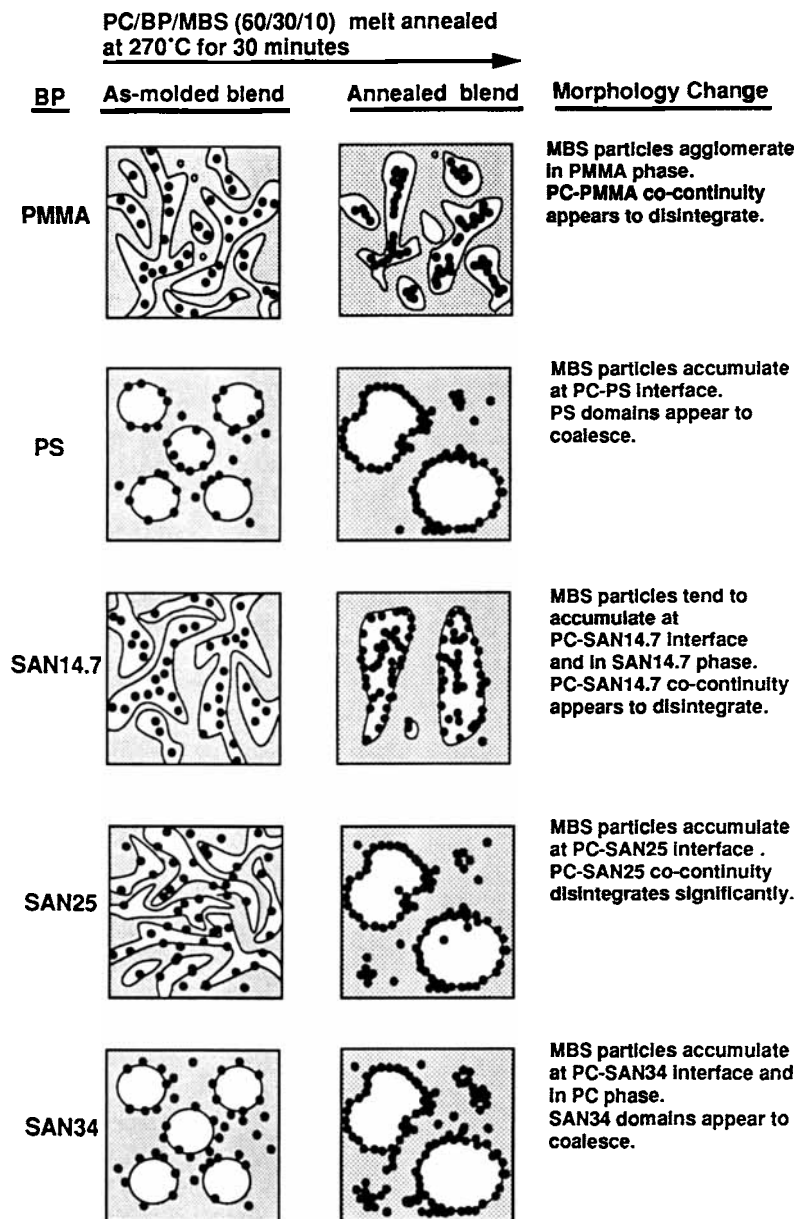 PC/BP/MBS (60/30/10) melt annealed
at 270°C for 30 minutes
BP As-molded blend Annealed blend Morphology Change
PMMA
MBS particles agglomerate
in PMMA phase.
PC-PMMA co-continuity
appears to disintegrate.
PS
MBS particles accumulate
at PC-PS interface.
PS domains appear to
coalesce.
SAN14.7
MBS particles tend to
accumulate at
PC-SAN14.7 interface
and in SAN14.7 phase.
PC-SAN14.7 co-continuity
appears to disintegrate.
SAN25
MBS particles accumulate
at PC-SAN25 interface .
PC-SAN25 co-continuity
disintegrates significantly.
SAN34
MBS particles accumulate
at PC-SAN34 interface and
in PC phase.
SAN34 domains appear to
coalesce.